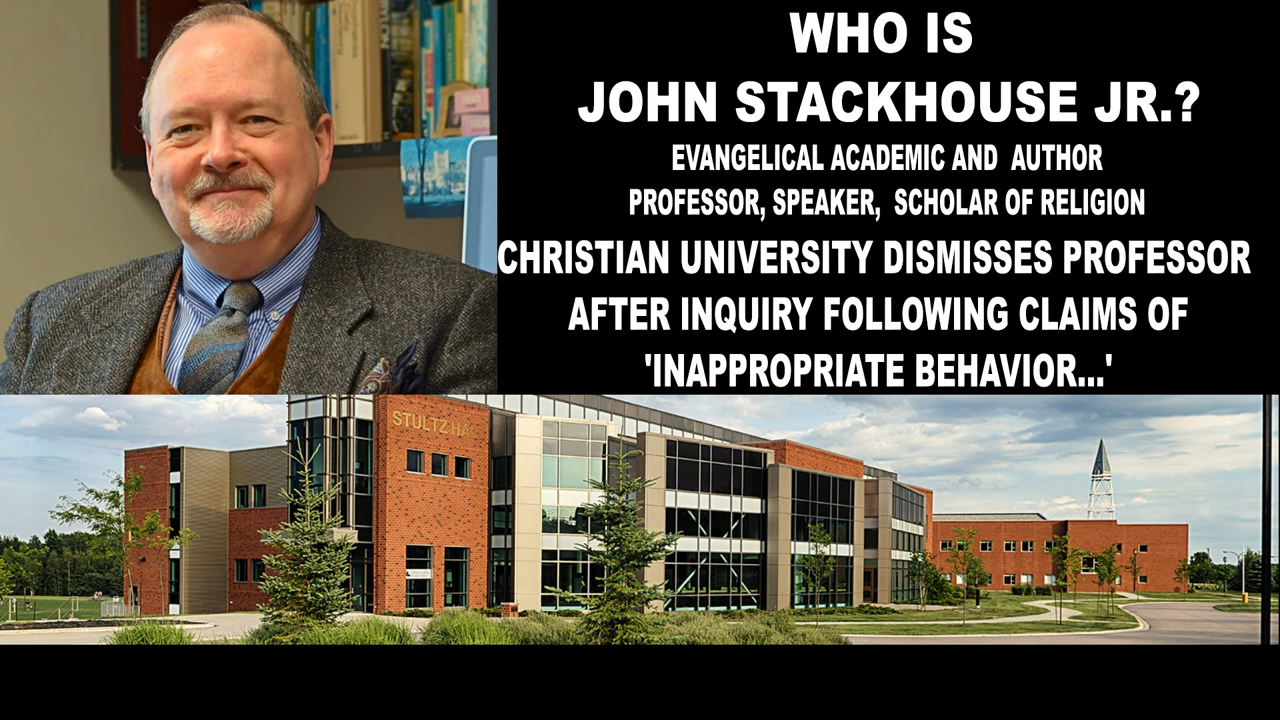 WHO IS
JOHN STACKHOUSE JR.?
EVANGELICAL ACADEMIC AND AUTHOR
PROFESSOR, SPEAKER, SCHOLAR OF RELIGION
CHRISTIAN UNIVERSITY DISMISSES PROFESSOR
AFTER INQUIRY FOLLOWING CLAIMS OF
'INAPPROPRIATE BEHAVIOR...'
STULTZ HALL